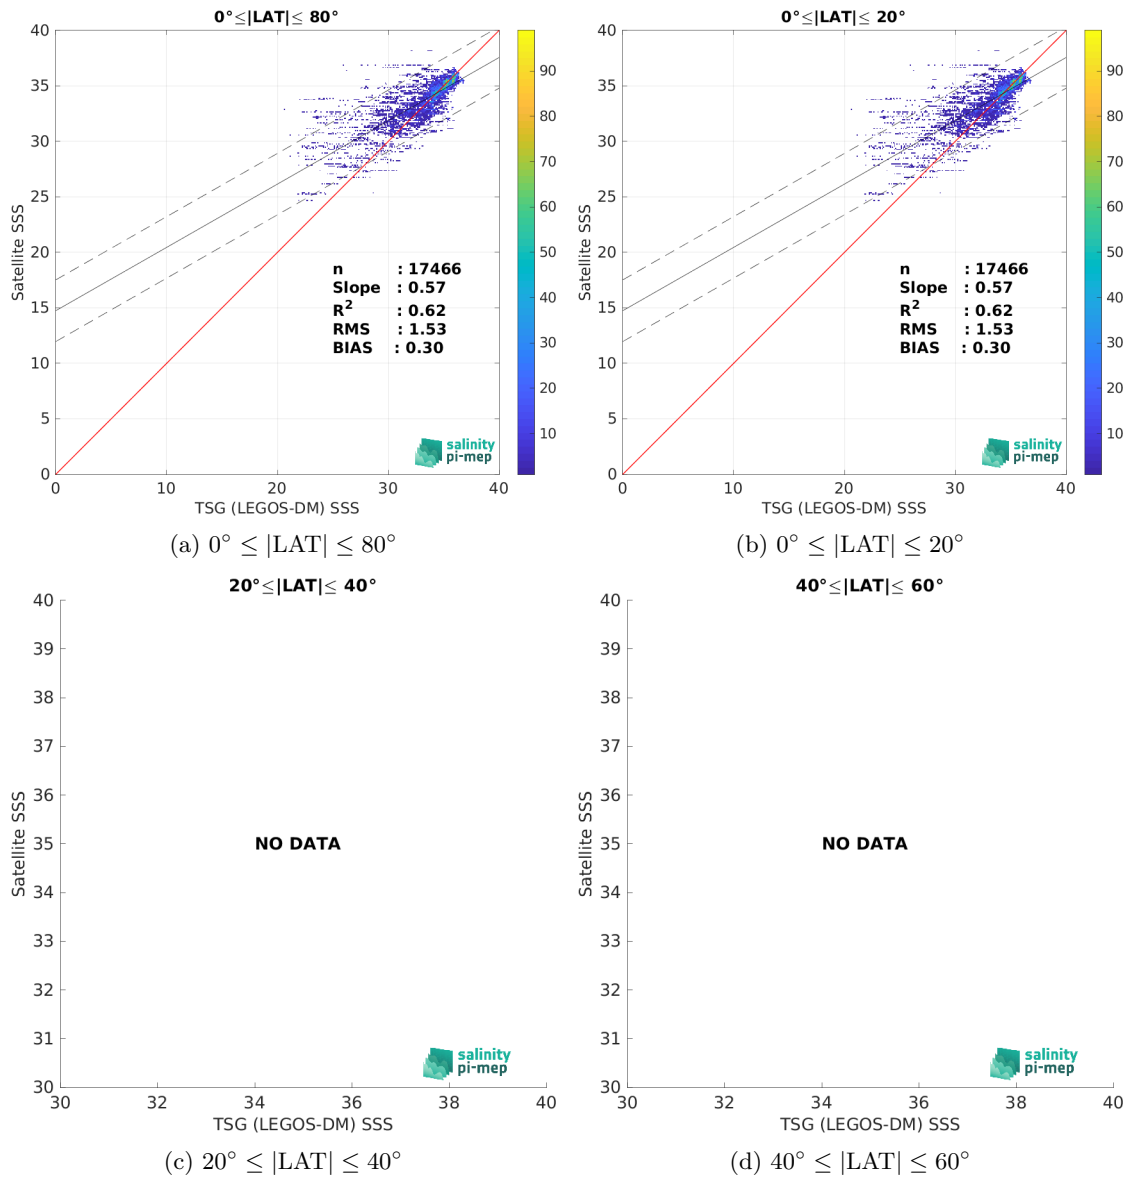 0°≤|LAT|≤ 80°
40
35
30
25
20
15
10
5
0
Satellite SSS
n : 17466
Slope : 0.57
R² : 0.62
RMS : 1.53
BIAS : 0.30
salinity
pi-mep
0 10 20 30 40
TSG (LEGOS-DM) SSS
90
80
70
60
50
40
30
20
10
(a) 0° ≤ |LAT| ≤ 80°
0°≤|LAT|≤ 20°
40
35
30
25
20
15
10
5
0
Satellite SSS
n : 17466
Slope : 0.57
R² : 0.62
RMS : 1.53
BIAS : 0.30
salinity
pi-mep
0 10 20 30 40
TSG (LEGOS-DM) SSS
90
80
70
60
50
40
30
20
10
(b) 0° ≤ |LAT| ≤ 20°
20°≤|LAT|≤ 40°
40
39
38
37
36
35
34
33
32
31
30
Satellite SSS
NO DATA
salinity
pi-mep
30 32 34 36 38 40
TSG (LEGOS-DM) SSS
(c) 20° ≤ |LAT| ≤ 40°
40°≤|LAT|≤ 60°
40
39
38
37
36
35
34
33
32
31
30
Satellite SSS
NO DATA
salinity
pi-mep
30 32 34 36 38 40
TSG (LEGOS-DM) SSS
(d) 40° ≤ |LAT| ≤ 60°